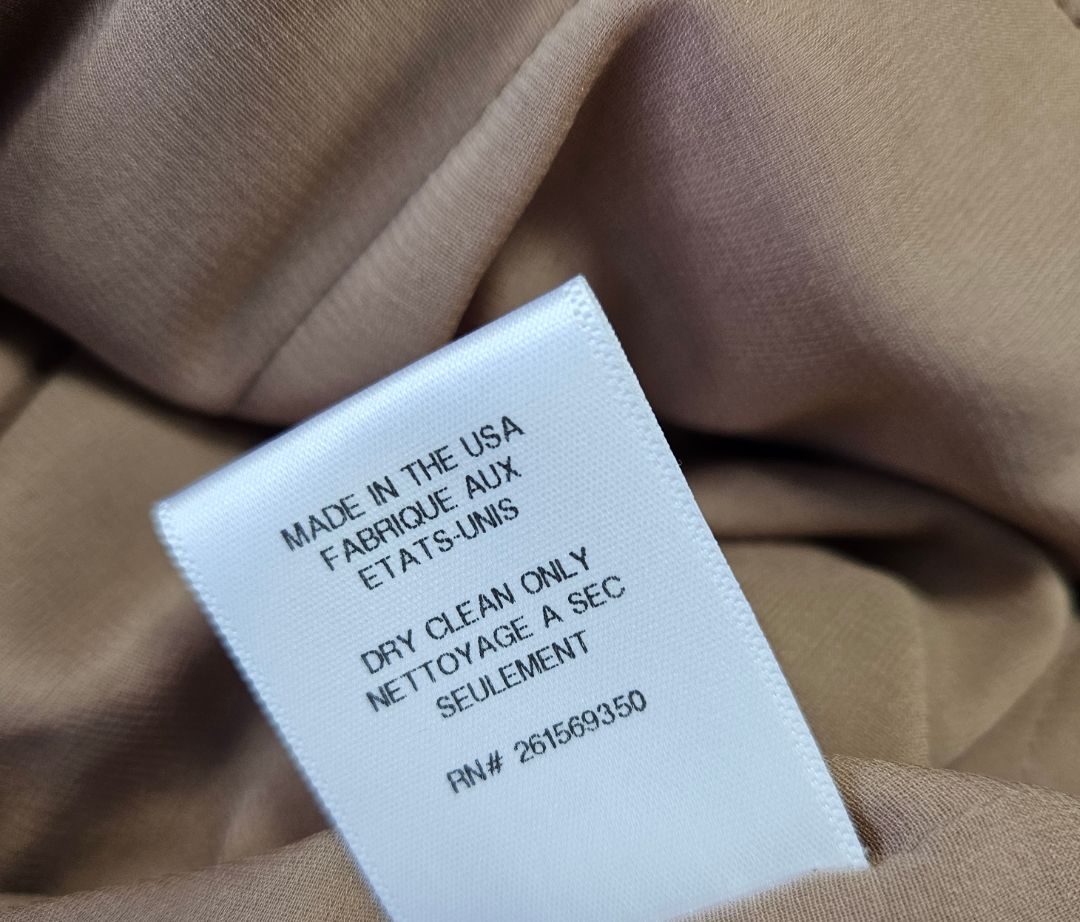 MADE IN THE USA
FABRIQUE AUX
ETATS-UNIS
DRY CLEAN ONLY
NETTOYAGE A SEC
SEULEMENT
RN# 261569350